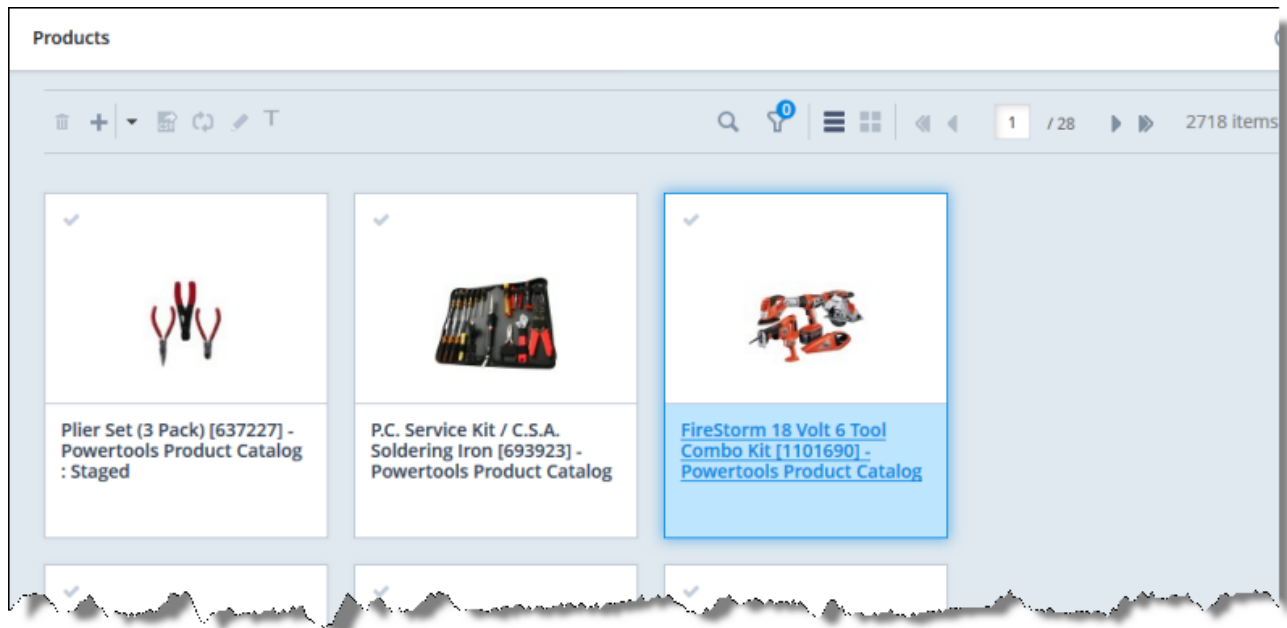 Products
0
1 / 28 2718 items
Plier Set (3 Pack) [637227] -
Powertools Product Catalog
: Staged
P.C. Service Kit / C.S.A.
Soldering Iron [693923] -
Powertools Product Catalog
FireStorm 18 Volt 6 Tool
Combo Kit [1101690] -
Powertools Product Catalog